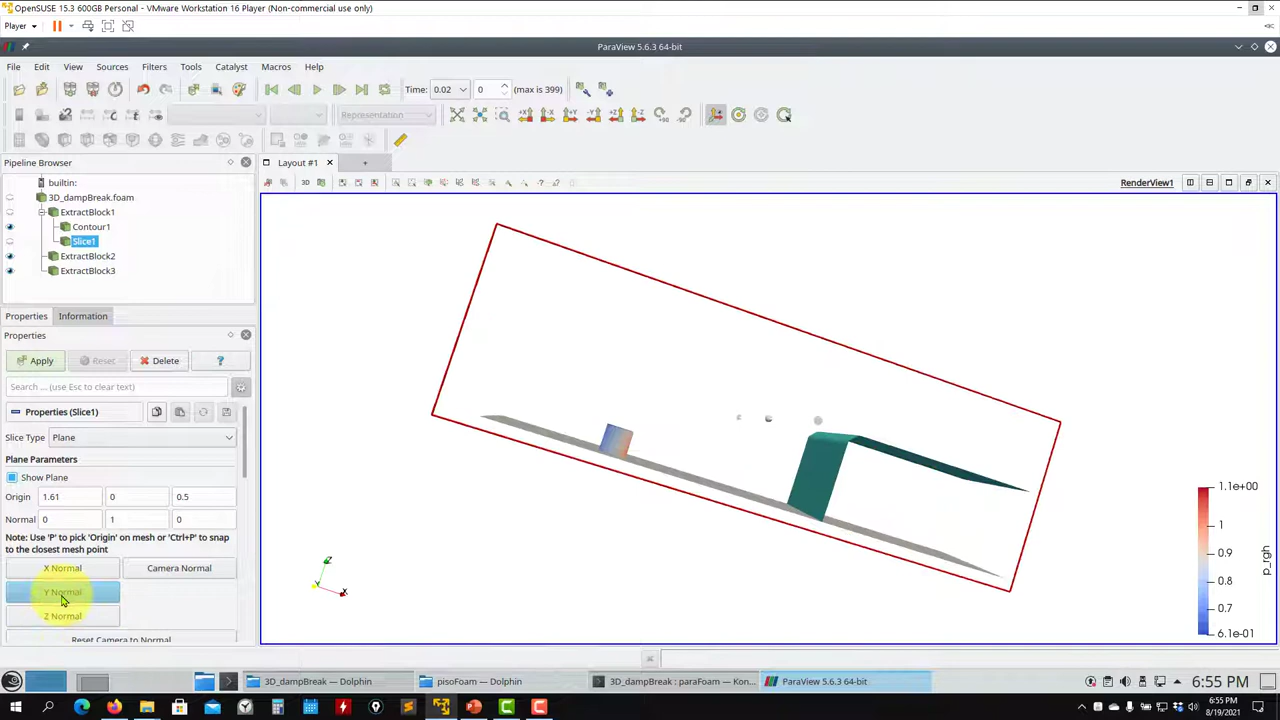 OpenSUSE 15.3 600GB Personal - VMware Workstation 16 Player (Non-commercial use only)
Player
ParaView 5.6.3 64-bit
File Edit View Sources Filters Tools Catalyst Macros Help
Time: 0.02 0 (max is 399)
Representation
+X -X +Y -Y +Z -Z +90 -90
Pipeline Browser
Layout #1 +
builtin:
3D RenderView1
3D_dampBreak.foam
ExtractBlock1
Contour1
Slice1
ExtractBlock2
ExtractBlock3
Properties Information
Properties
Apply Reset Delete ?
Search ... (use Esc to clear text)
Properties (Slice1)
Slice Type Plane
Plane Parameters
Show Plane
Origin 1.61 0 0.5
Normal 0 1 0
Note: Use 'P' to pick 'Origin' on mesh or 'Ctrl+P' to snap
to the closest mesh point
X Normal Camera Normal
Y Normal
Z Normal
Reset Camera to Normal
Z
Y X
1.1e+00
1
0.9
0.8
0.7
6.1e-01
p_rgh
3D_dampBreak — Dolphin pisoFoam — Dolphin 3D_dampBreak : paraFoam — Kon... ParaView 5.6.3 64-bit 6:55 PM
6:55 PM
8/19/2021